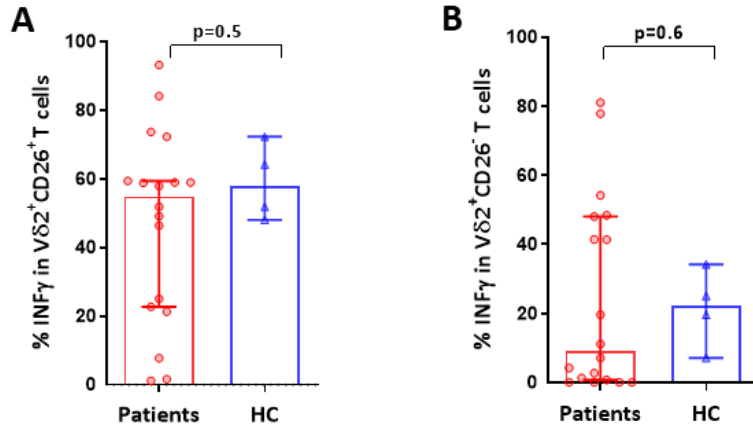 A
p=0.5
% INFγ in Vδ2⁺CD26⁺ T cells
100
80
60
40
20
0
Patients
HC
B
p=0.6
% INFγ in Vδ2⁺CD26⁻ T cells
100
80
60
40
20
0
Patients
HC